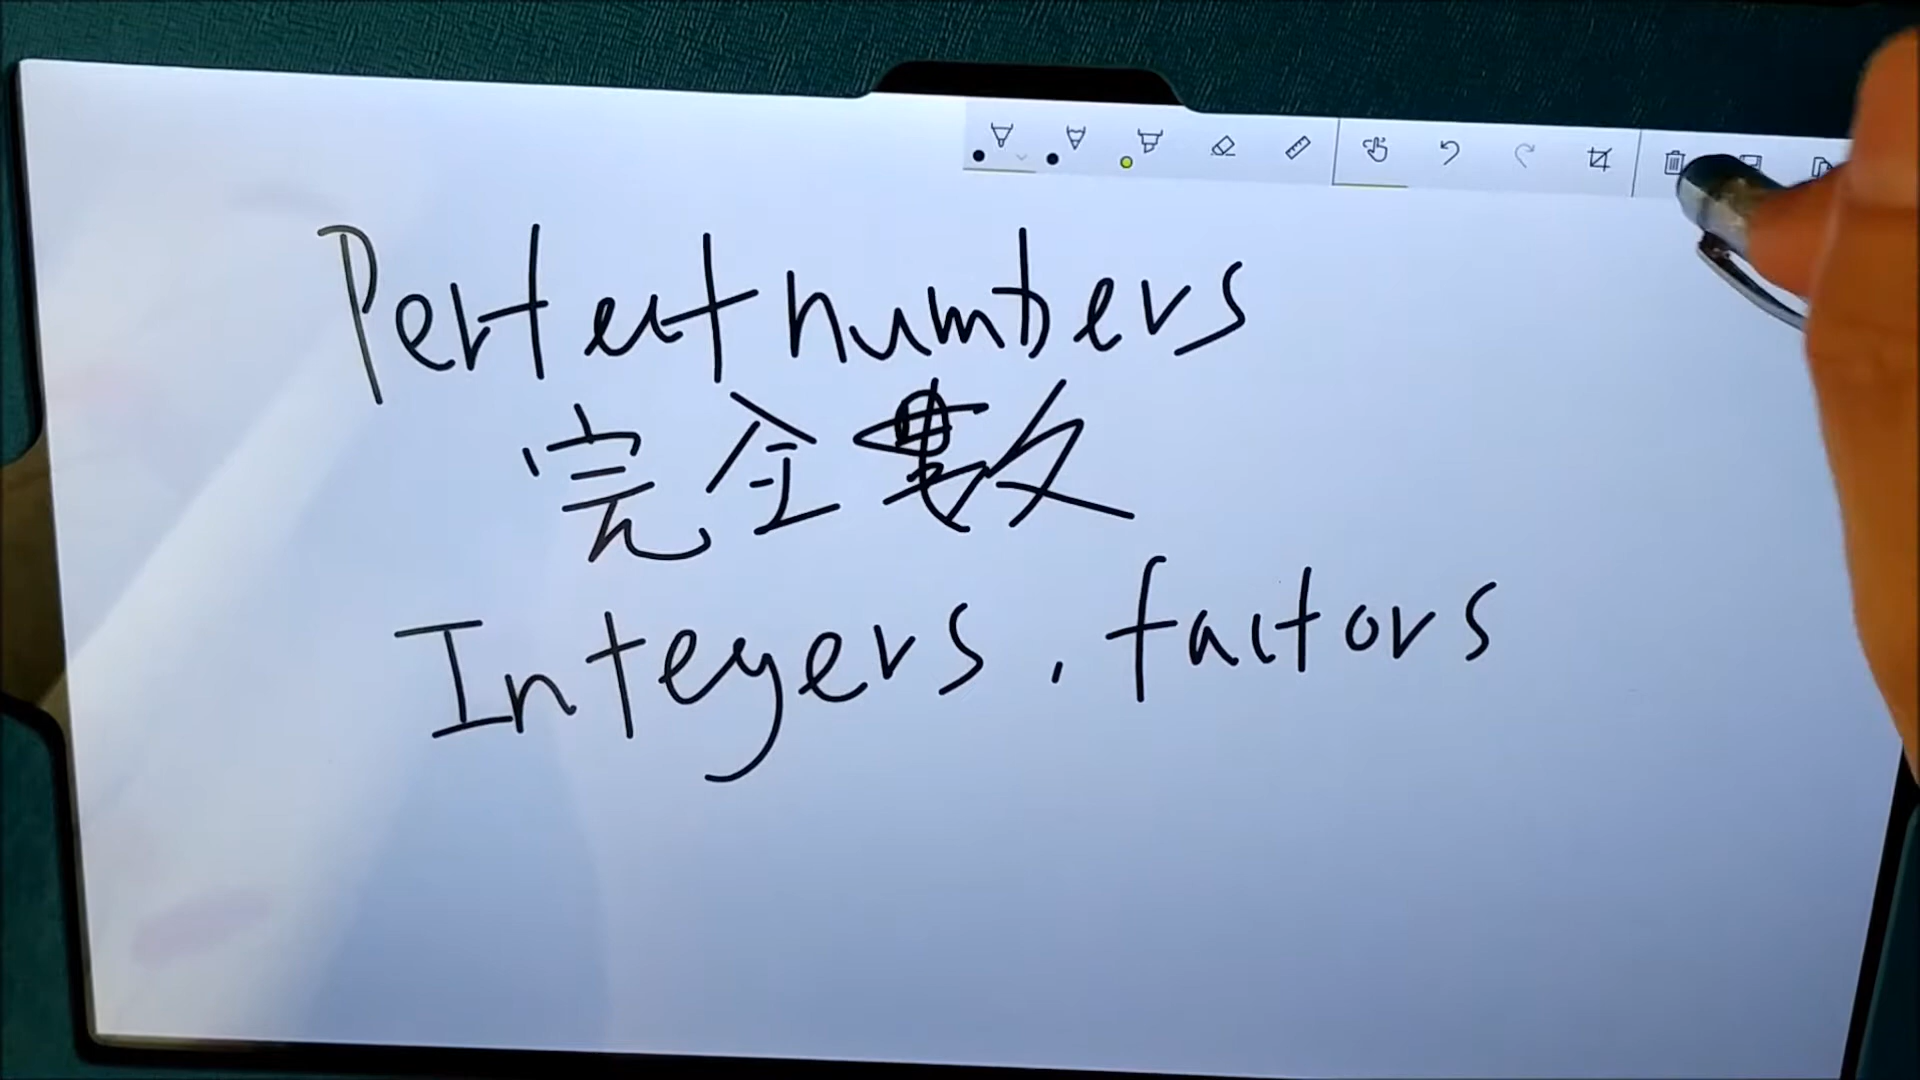 Perfect numbers
完全數
Integers, factors